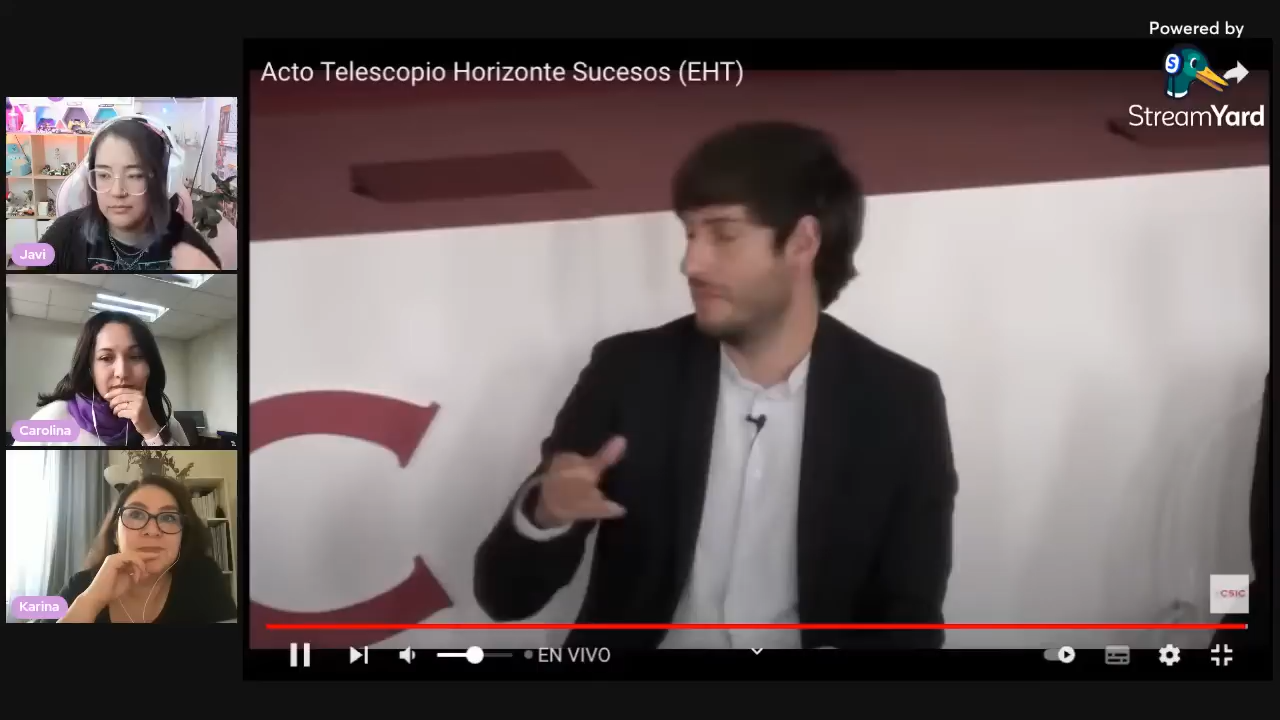 Powered by
StreamYard
Acto Telescopio Horizonte Sucesos (EHT)
Javi
Carolina
Karina
C
CSIC
EN VIVO